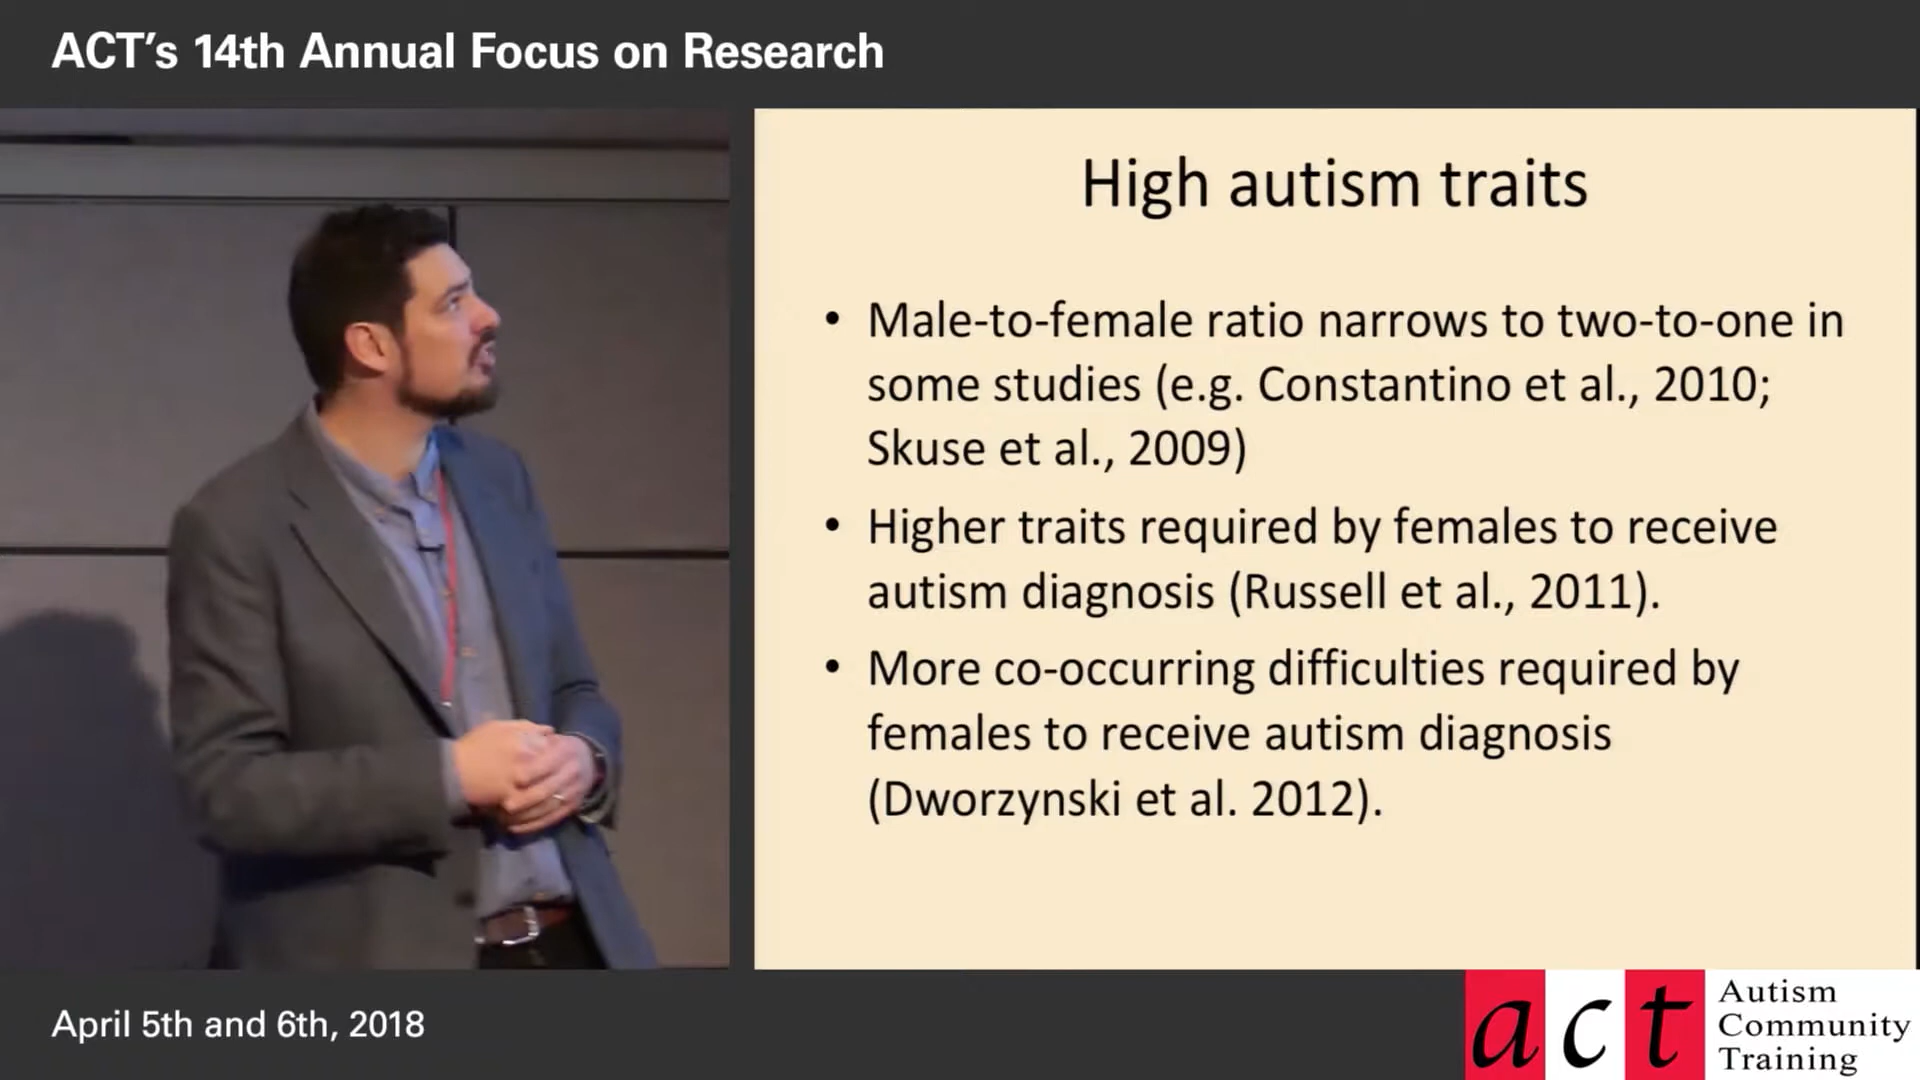 ACT's 14th Annual Focus on Research
High autism traits
• Male-to-female ratio narrows to two-to-one in
some studies (e.g. Constantino et al., 2010;
Skuse et al., 2009)
• Higher traits required by females to receive
autism diagnosis (Russell et al., 2011).
• More co-occurring difficulties required by
females to receive autism diagnosis
(Dworzynski et al. 2012).
April 5th and 6th, 2018
act
Autism
Community
Training